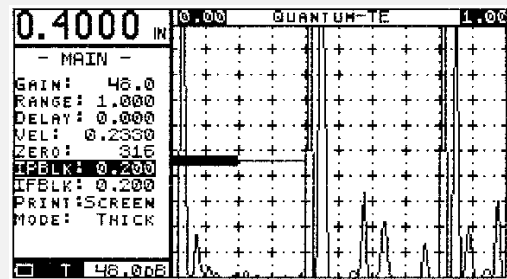 0.4000 IN
0.00 QUANTUM-TE 1.00
- MAIN -
GAIN: 48.0
RANGE: 1.000
DELAY: 0.000
VEL: 0.2330
ZERO: 316
IPBLK: 0.200
IFBLK: 0.200
PRINT:SCREEN
MODE: THICK
T 48.0DB